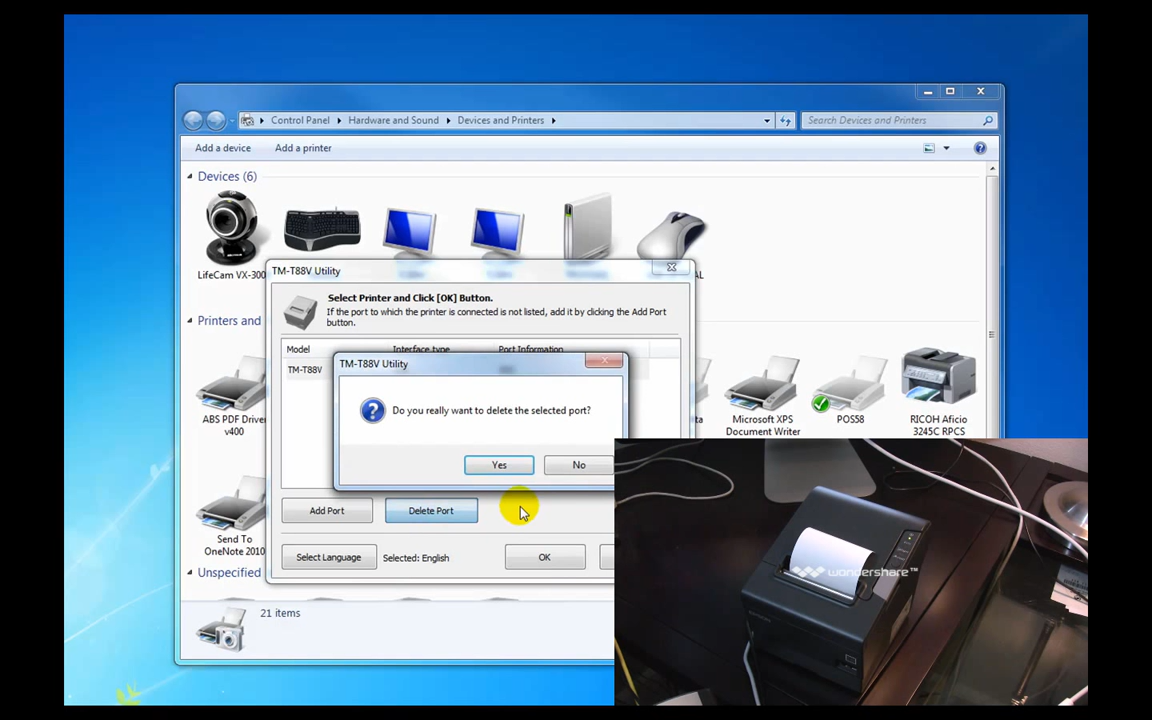 Control Panel
Hardware and Sound
Devices and Printers
Search Devices and Printers
Add a device
Add a printer
Devices (6)
LifeCam VX-300
TM-T88V Utility
Select Printer and Click [OK] Button.
If the port to which the printer is connected is not listed, add it by clicking the Add Port
button.
Printers and
Model
Interface type
Port Information
TM-T88V
TM-T88V Utility
Do you really want to delete the selected port?
Yes
No
ABS PDF Driver
v400
Microsoft XPS
Document Writer
POS58
RICOH Aficio
3245C RPCS
Add Port
Delete Port
Send To
OneNote 2010
Select Language
Selected: English
OK
Unspecified
21 items
wondershare™